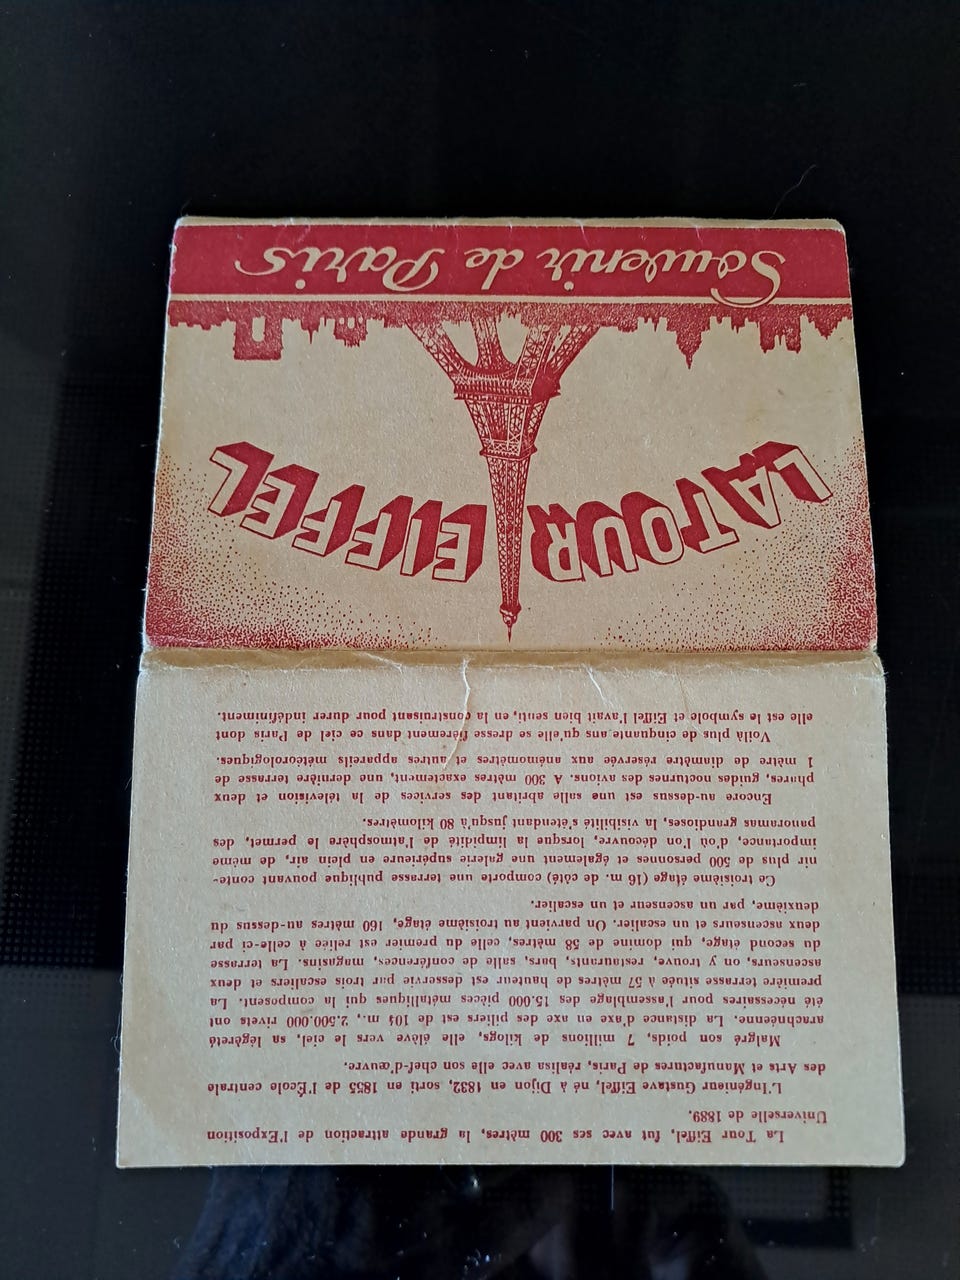 La Tour Eiffel, fut avec ses 300 mètres, la grande attraction de l'Exposition
Universelle de 1889.
L'Ingénieur Gustave Eiffel, né à Dijon en 1832, sorti en 1855 de l'École centrale
des Arts et Manufactures de Paris, réalisa avec elle son chef-d'œuvre.
Malgré son poids, 7 millions de kilogs, elle élève vers le ciel, sa légèreté
arachnéenne. La distance d'axe en axe des piliers est de 104 m., 2.500.000 rivets ont
été nécessaires pour l'assemblage des 15.000 pièces métalliques qui la composent. La
première terrasse située à 57 mètres de hauteur est desservie par trois escaliers et deux
ascenseurs, on y trouve, restaurants, bars, salle de conférences, magasins. La terrasse
du second étage, qui domine de 58 mètres, celle du premier est reliée à celle-ci par
deux ascenseurs et un escalier. On parvient au troisième étage, 160 mètres au-dessus du
deuxième, par un ascenseur et un escalier.
Ce troisième étage (16 m. de côté) comporte une terrasse publique pouvant conte-
nir plus de 500 personnes et également une galerie supérieure en plein air, de même
importance, d'où l'on découvre, lorsque la limpidité de l'atmosphère le permet, des
panoramas grandioses, la visibilité s'étendant jusqu'à 80 kilomètres.
Encore au-dessus est une salle abritant des services de la télévision et deux
phares, guides nocturnes des avions. A 300 mètres exactement, une dernière terrasse de
1 mètre de diamètre réservée aux anémomètres et autres appareils météorologiques.
Voilà plus de cinquante ans qu'elle se dresse fièrement dans ce ciel de Paris dont
elle est le symbole et Eiffel l'avait bien senti, en la construisant pour durer indéfiniment.
LA TOUR EIFFEL
Souvenir de Paris